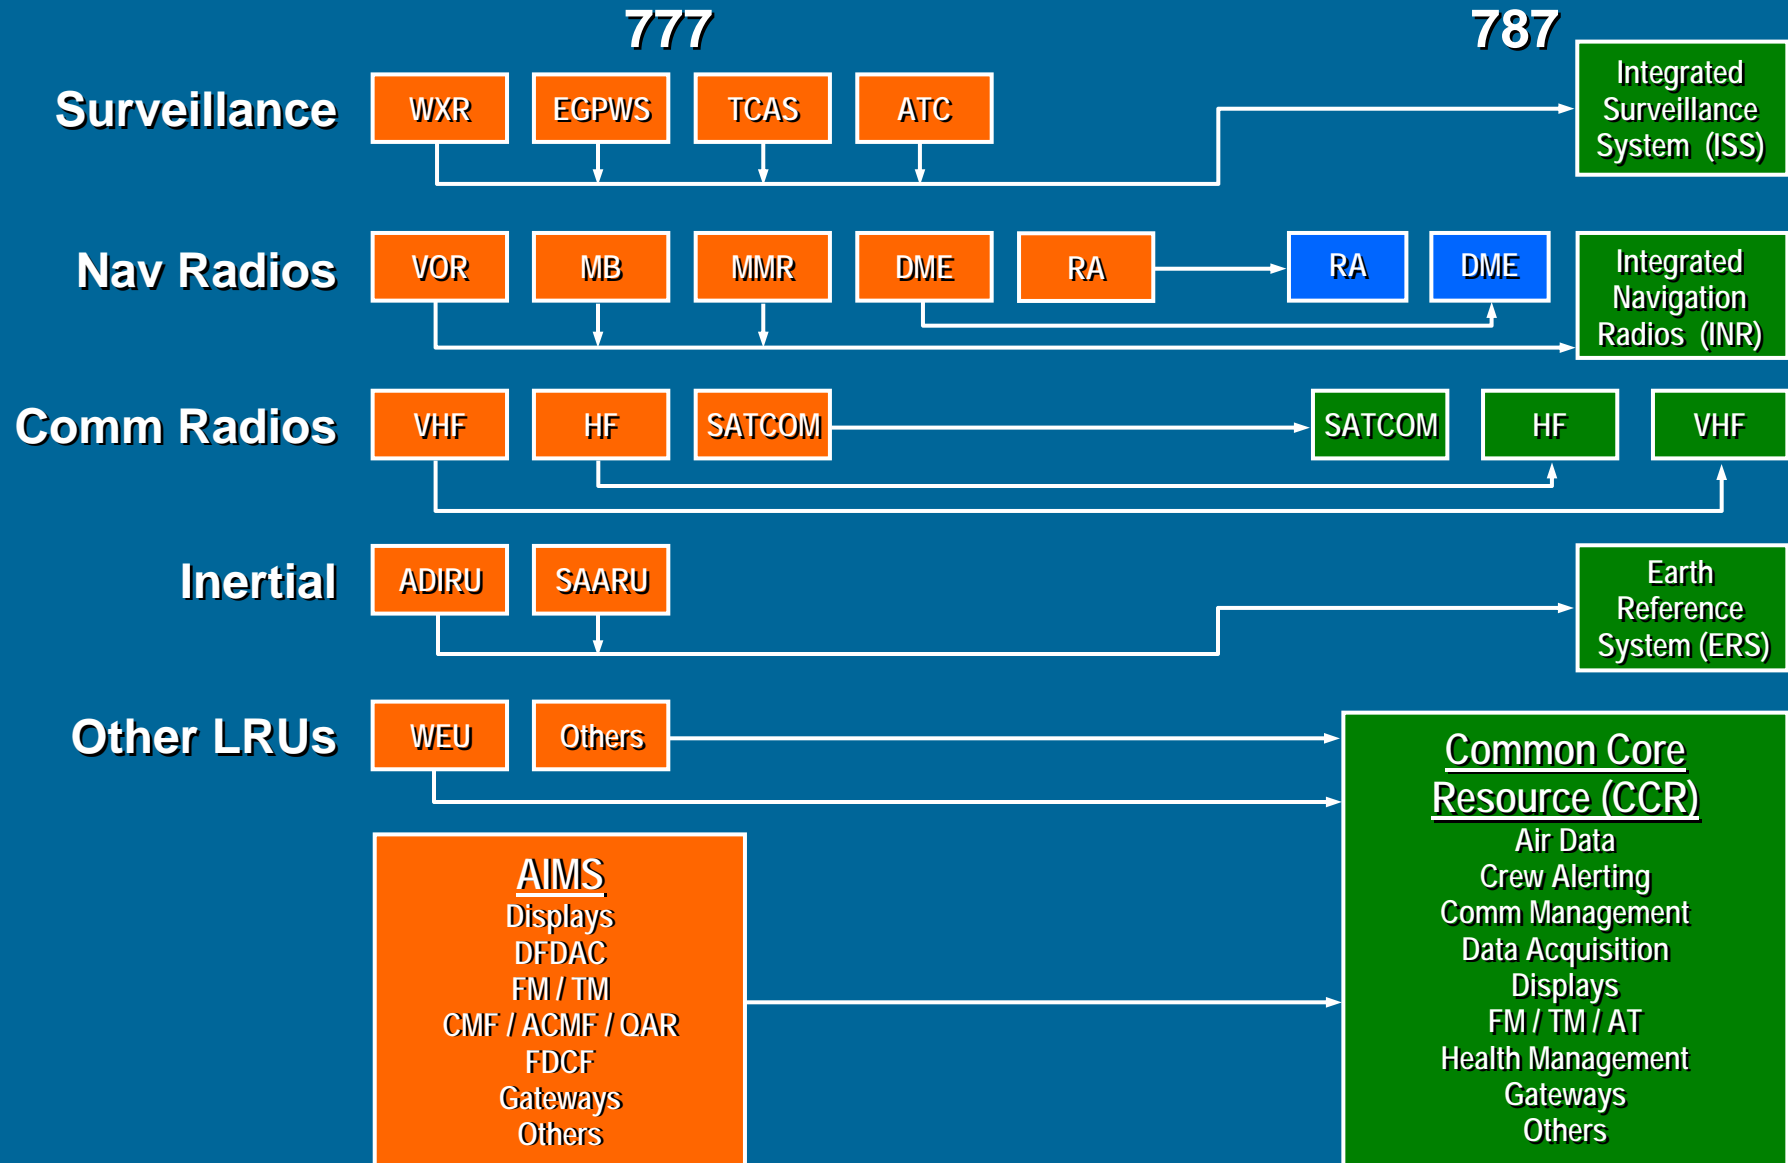 777
787
Surveillance
WXR
EGPWS
TCAS
ATC
Integrated
Surveillance
System (ISS)
Nav Radios
VOR
MB
MMR
DME
RA
RA
DME
Integrated
Navigation
Radios (INR)
Comm Radios
VHF
HF
SATCOM
SATCOM
HF
VHF
Inertial
ADIRU
SAARU
Earth
Reference
System (ERS)
Other LRUs
WEU
Others
AIMS
Displays
DFDAC
FM / TM
CMF / ACMF / QAR
FDCF
Gateways
Others
Common Core
Resource (CCR)
Air Data
Crew Alerting
Comm Management
Data Acquisition
Displays
FM / TM / AT
Health Management
Gateways
Others